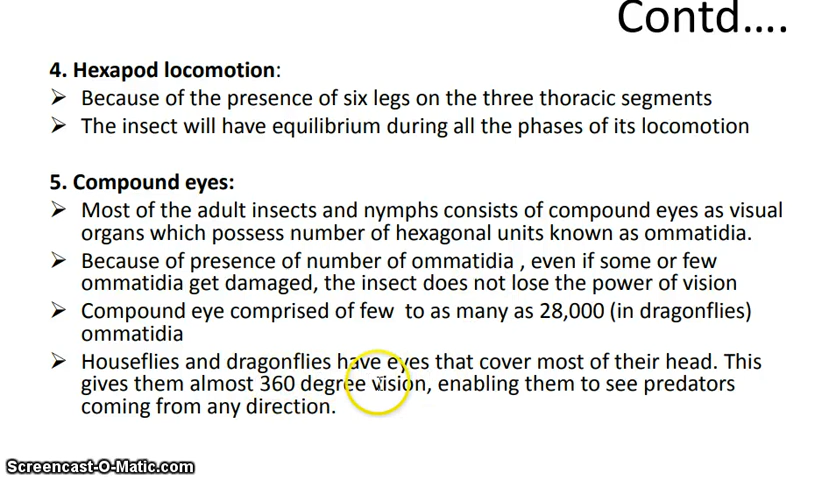 Contd....
4. Hexapod locomotion:
➢ Because of the presence of six legs on the three thoracic segments
➢ The insect will have equilibrium during all the phases of its locomotion
5. Compound eyes:
➢ Most of the adult insects and nymphs consists of compound eyes as visual
organs which possess number of hexagonal units known as ommatidia.
➢ Because of presence of number of ommatidia , even if some or few
ommatidia get damaged, the insect does not lose the power of vision
➢ Compound eye comprised of few to as many as 28,000 (in dragonflies)
ommatidia
➢ Houseflies and dragonflies have eyes that cover most of their head. This
gives them almost 360 degree vision, enabling them to see predators
coming from any direction.
Screencast-O-Matic.com